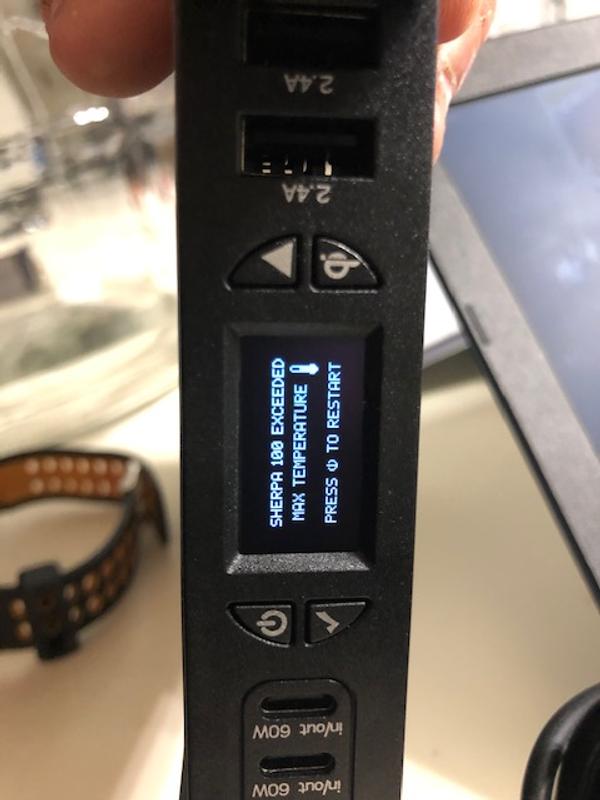 2.4A
2.4A
SHERPA 100 EXCEEDED
MAX TEMPERATURE
PRESS ⏻ TO RESTART
in/out 60W
in/out 60W